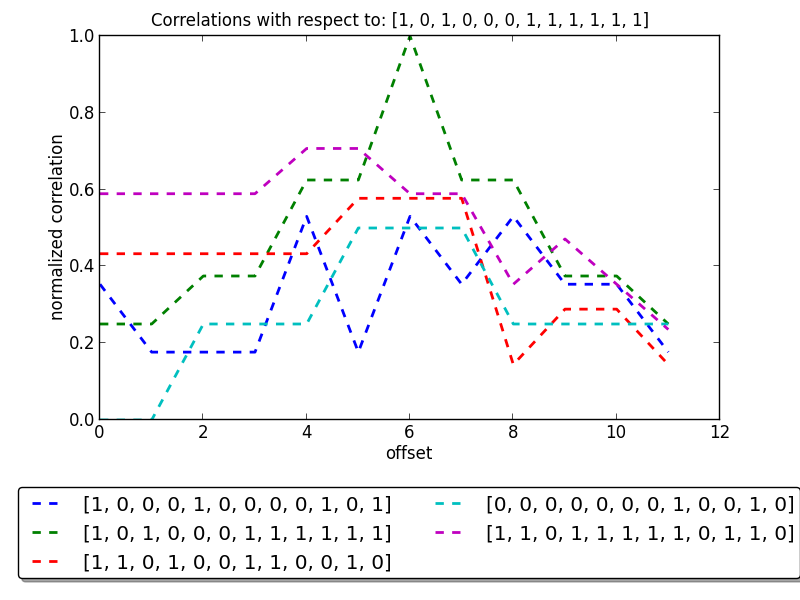 Correlations with respect to: [1, 0, 1, 0, 0, 0, 1, 1, 1, 1, 1, 1]
1.0
0.8
0.6
0.4
0.2
0.0
normalized correlation
0 2 4 6 8 10 12
offset
[1, 0, 0, 0, 1, 0, 0, 0, 0, 1, 0, 1]
[1, 0, 1, 0, 0, 0, 1, 1, 1, 1, 1, 1]
[1, 1, 0, 1, 0, 0, 1, 1, 0, 0, 1, 0]
[0, 0, 0, 0, 0, 0, 0, 1, 0, 0, 1, 0]
[1, 1, 0, 1, 1, 1, 1, 1, 0, 1, 1, 0]